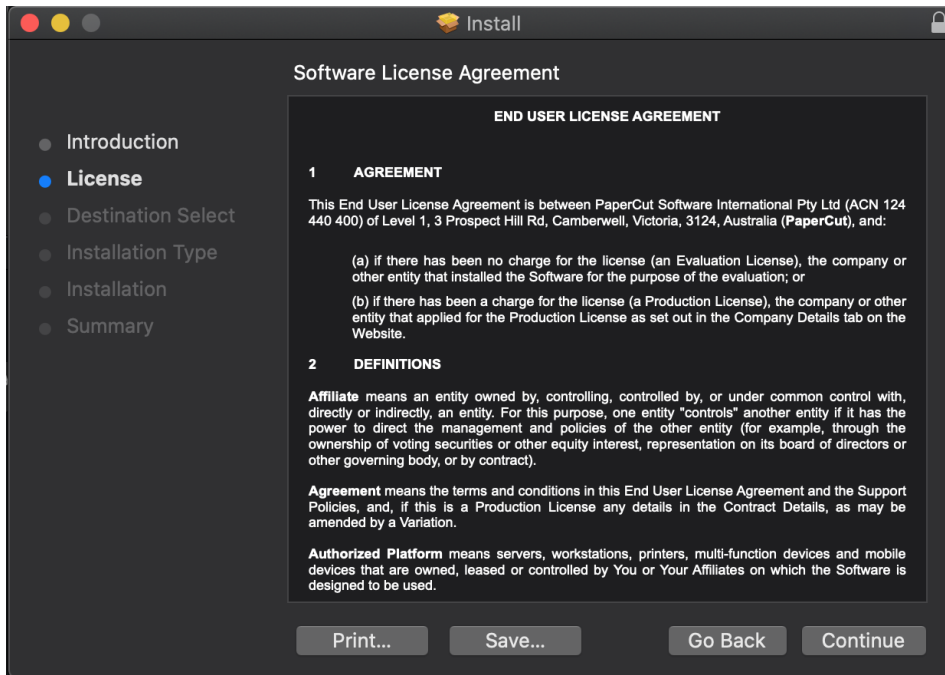 Install
Software License Agreement
Introduction
License
Destination Select
Installation Type
Installation
Summary
END USER LICENSE AGREEMENT
1 AGREEMENT
This End User License Agreement is between PaperCut Software International Pty Ltd (ACN 124
440 400) of Level 1, 3 Prospect Hill Rd, Camberwell, Victoria, 3124, Australia (PaperCut), and:
(a) if there has been no charge for the license (an Evaluation License), the company or
other entity that installed the Software for the purpose of the evaluation; or
(b) if there has been a charge for the license (a Production License), the company or other
entity that applied for the Production License as set out in the Company Details tab on the
Website.
2 DEFINITIONS
Affiliate means an entity owned by, controlling, controlled by, or under common control with,
directly or indirectly, an entity. For this purpose, one entity "controls" another entity if it has the
power to direct the management and policies of the other entity (for example, through the
ownership of voting securities or other equity interest, representation on its board of directors or
other governing body, or by contract).
Agreement means the terms and conditions in this End User License Agreement and the Support
Policies, and, if this is a Production License any details in the Contract Details, as may be
amended by a Variation.
Authorized Platform means servers, workstations, printers, multi-function devices and mobile
devices that are owned, leased or controlled by You or Your Affiliates on which the Software is
designed to be used.
Print...
Save...
Go Back
Continue